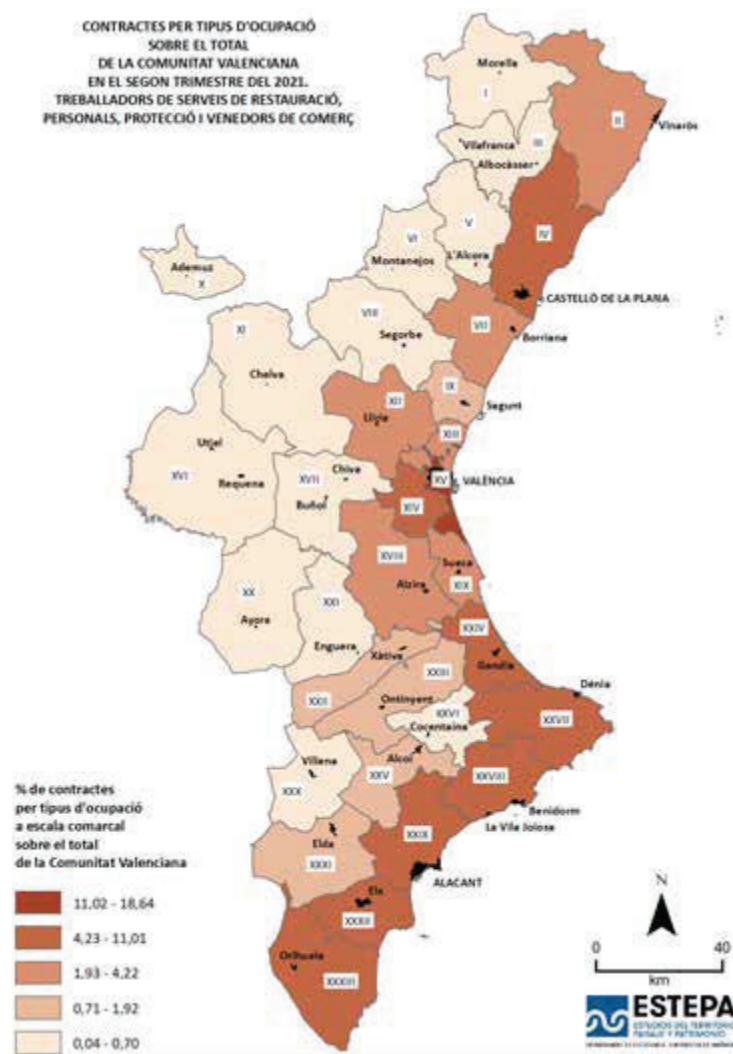 CONTRACTES PER TIPUS D'OCUPACIÓ
SOBRE EL TOTAL
DE LA COMUNITAT VALENCIANA
EN EL SEGON TRIMESTRE DEL 2021.
TREBALLADORS DE SERVEIS DE RESTAURACIÓ,
PERSONALS, PROTECCIÓ I VENEDORS DE COMERÇ
Morella
I
II
Vinaròs
III
Vilafranca
Albocàsser
IV
V
VI
Montanejos
L'Alcora
Ademuz
X
CASTELLÓ DE LA PLANA
VII
VIII
Borriana
Segorbe
XI
IX
Chelva
XII
Sagunt
Llíria
XIII
Utiel
XVI
Requena
XVII
Chiva
XV
VALÈNCIA
Buñol
XIV
XVIII
Sueca
Alzira
XIX
XX
XXI
Ayora
XXIV
Enguera
Xàtiva
Gandia
XXIII
Dénia
XXII
Ontinyent
XXVI
XXVII
Cocentaina
Villena
Alcoi
XXX
XXV
XXVIII
Benidorm
La Vila Joiosa
XXIX
Elda
XXXI
ALACANT
Elx
XXXII
Orihuela
XXXIII
% de contractes
per tipus d'ocupació
a escala comarcal
sobre el total
de la Comunitat Valenciana
11,02 - 18,64
4,23 - 11,01
1,93 - 4,22
0,71 - 1,92
0,04 - 0,70
N
0 40
km
ESTEPA
ESTUDIOS DEL TERRITORIO
PAISAJE Y PATRIMONIO